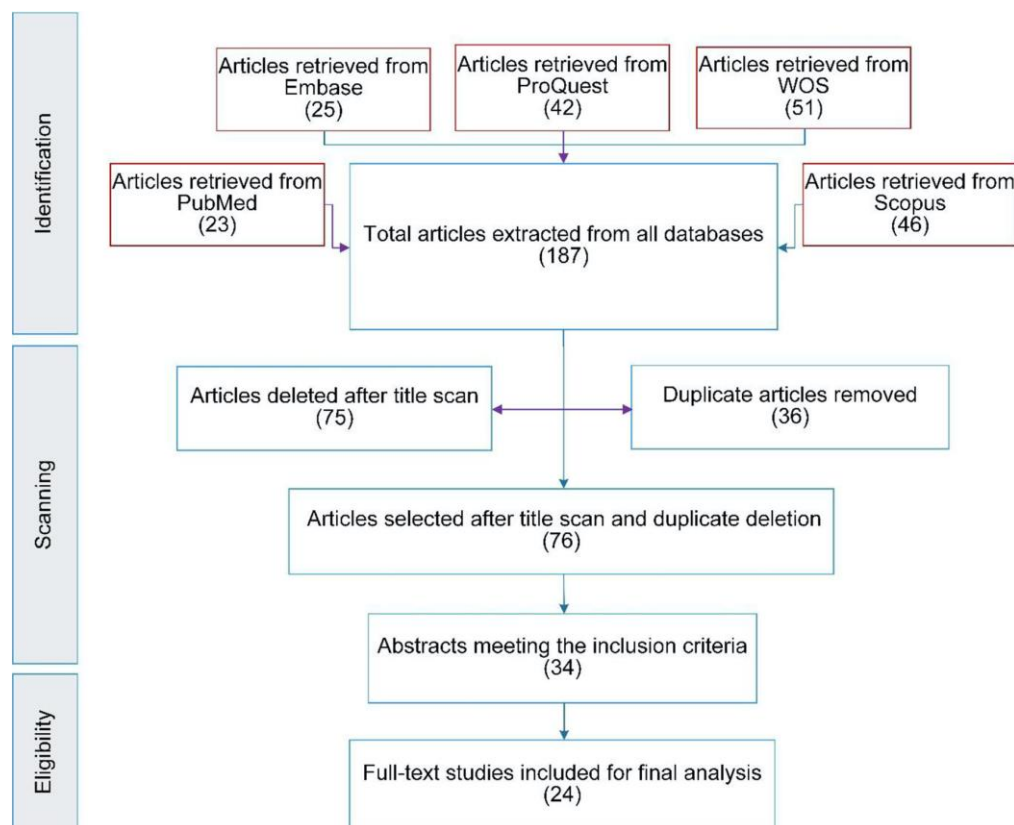 Identification
Articles retrieved from
Embase
(25)
Articles retrieved from
ProQuest
(42)
Articles retrieved from
WOS
(51)
Articles retrieved from
PubMed
(23)
Articles retrieved from
Scopus
(46)
Total articles extracted from all databases
(187)
Scanning
Articles deleted after title scan
(75)
Duplicate articles removed
(36)
Articles selected after title scan and duplicate deletion
(76)
Abstracts meeting the inclusion criteria
(34)
Eligibility
Full-text studies included for final analysis
(24)